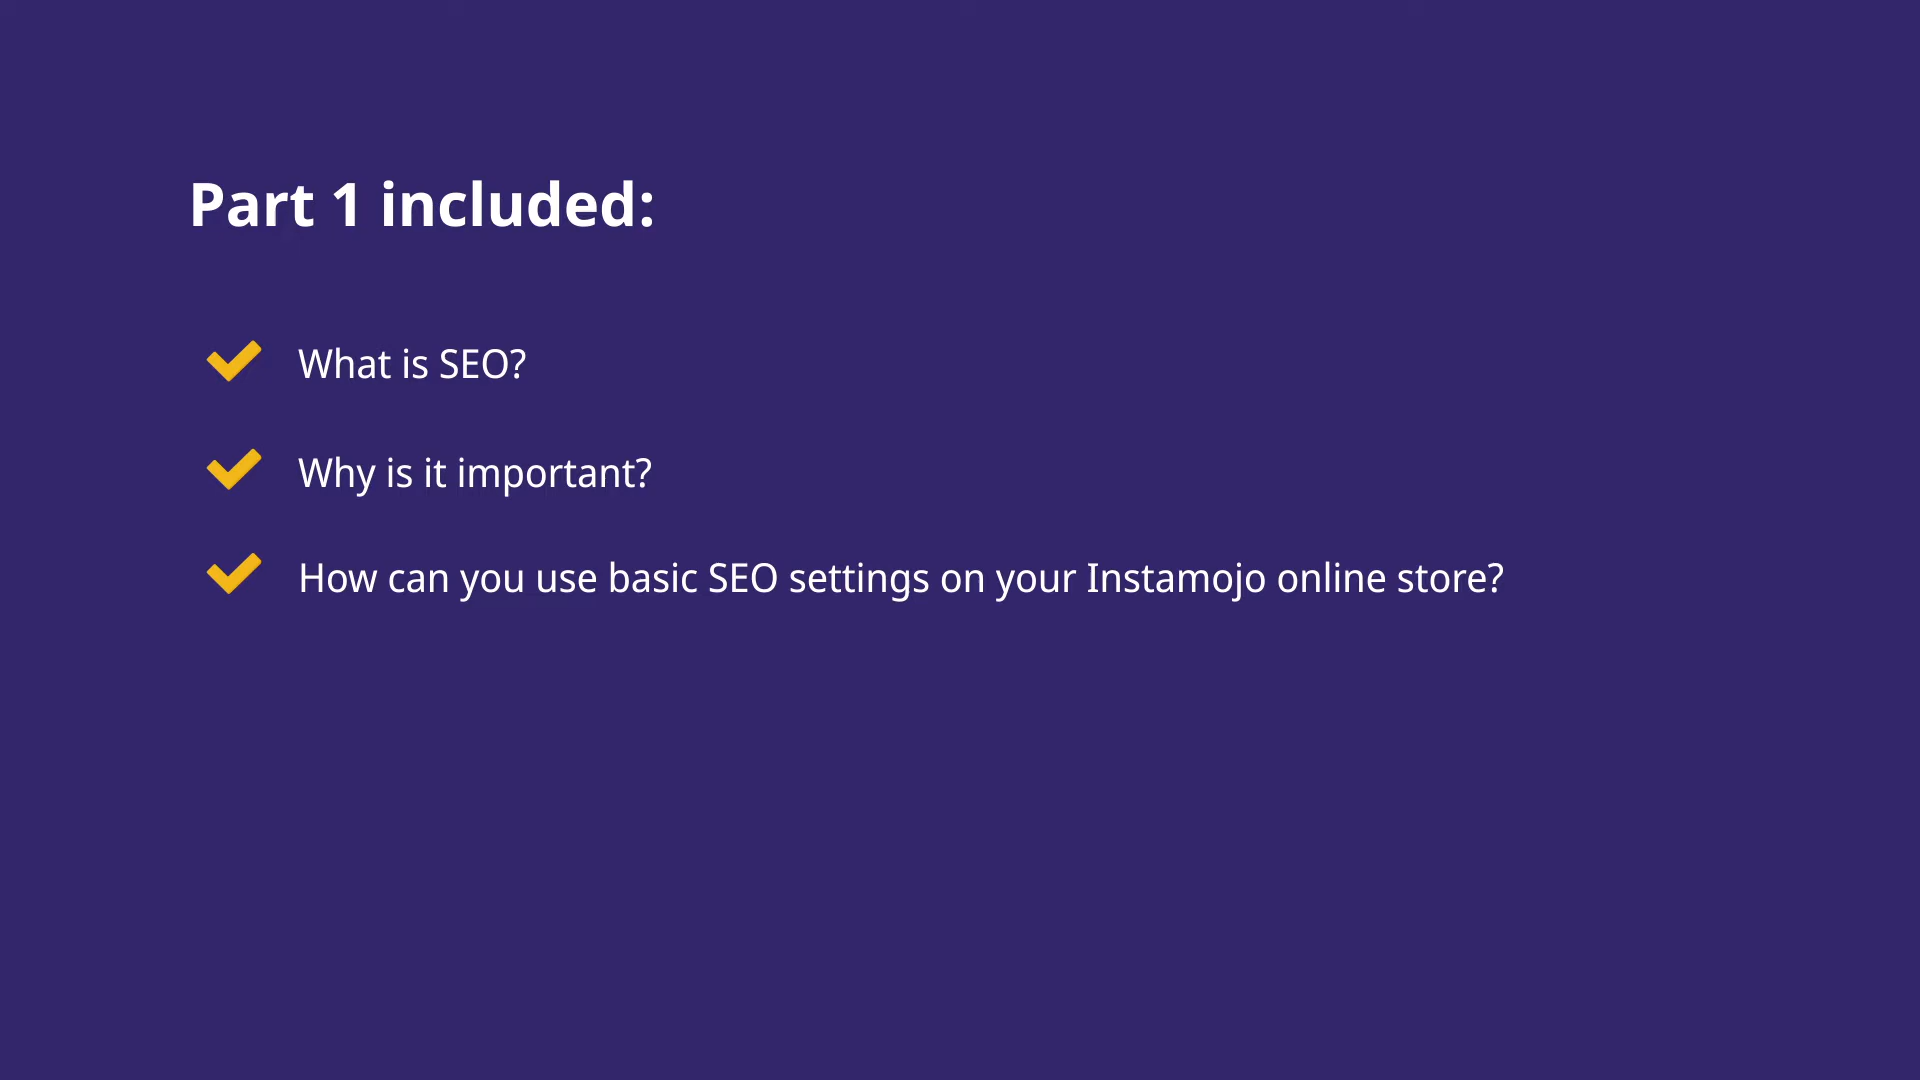 Part 1 included:
What is SEO?
Why is it important?
How can you use basic SEO settings on your Instamojo online store?